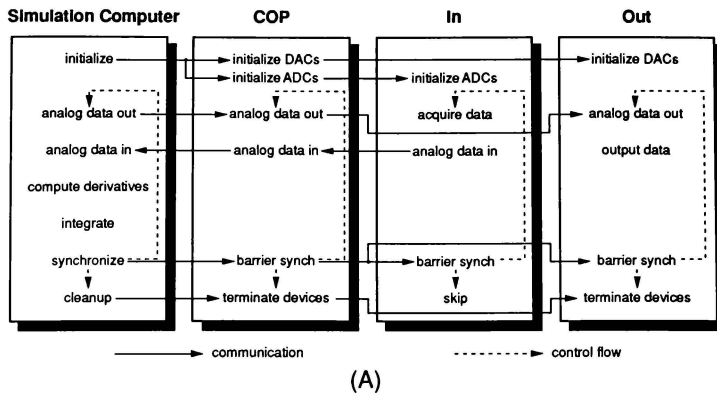 Simulation Computer COP In Out
initialize initialize DACs initialize DACs
initialize ADCs initialize ADCs
analog data out analog data out acquire data analog data out
analog data in analog data in analog data in output data
compute derivatives
integrate
synchronize barrier synch barrier synch barrier synch
cleanup terminate devices skip terminate devices
communication control flow
(A)